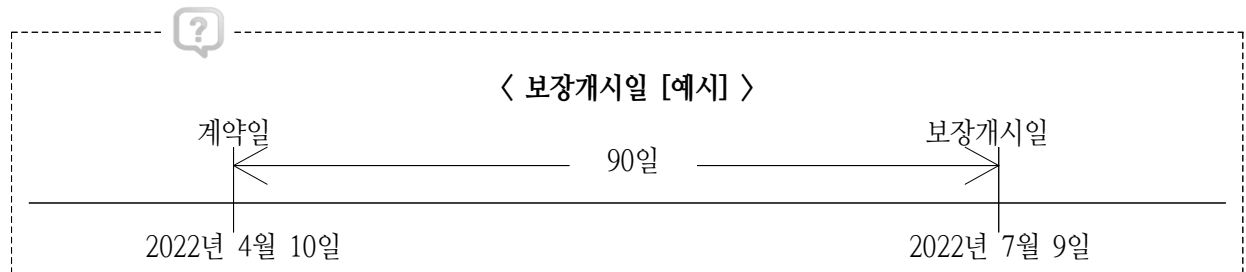 ?
< 보장개시일 [예시] >
계약일 보장개시일
90일
2022년 4월 10일 2022년 7월 9일